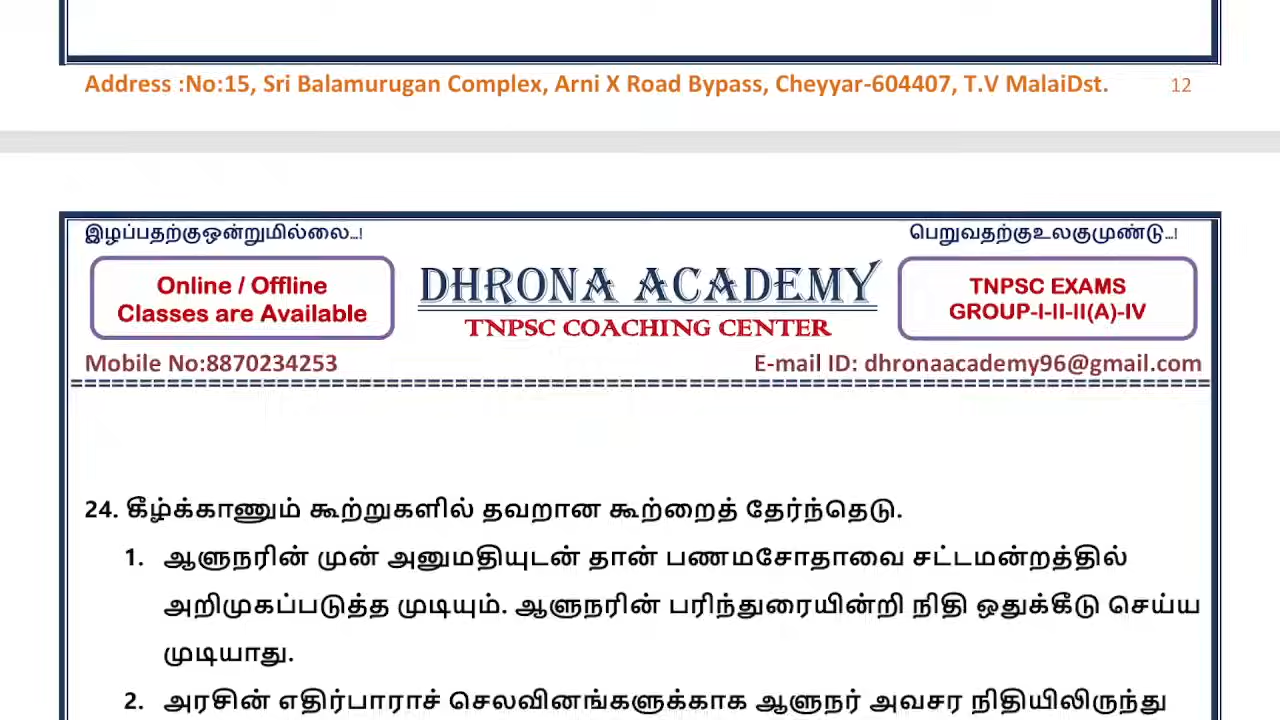 Address :No:15, Sri Balamurugan Complex, Arni X Road Bypass, Cheyyar-604407, T.V MalaiDst. 12
இழப்பதற்குஒன்றுமில்லை...! பெறுவதற்குஉலகுமுண்டு...!
Online / Offline
Classes are Available
DHRONA ACADEMY
TNPSC COACHING CENTER
TNPSC EXAMS
GROUP-I-II-II(A)-IV
Mobile No:8870234253 E-mail ID: dhronaacademy96@gmail.com
24. கீழ்க்காணும் கூற்றுகளில் தவறான கூற்றைத் தேர்ந்தெடு.
1. ஆளுநரின் முன் அனுமதியுடன் தான் பணமசோதாவை சட்டமன்றத்தில்
அறிமுகப்படுத்த முடியும். ஆளுநரின் பரிந்துரையின்றி நிதி ஒதுக்கீடு செய்ய
முடியாது.
2. அரசின் எதிர்பாராச் செலவினங்களுக்காக ஆளுநர் அவசர நிதியிலிருந்து